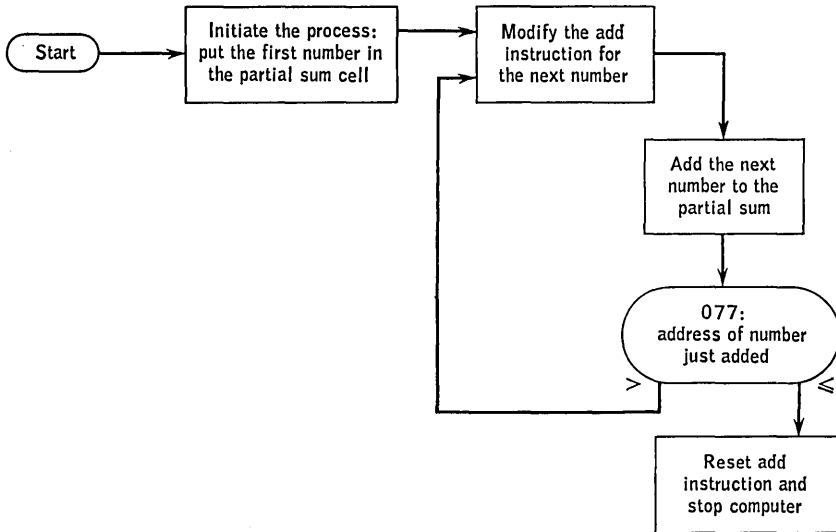 Start
Initiate the process:
put the first number in
the partial sum cell
Modify the add
instruction for
the next number
Add the next
number to the
partial sum
077:
address of number
just added
>
≤
Reset add
instruction and
stop computer